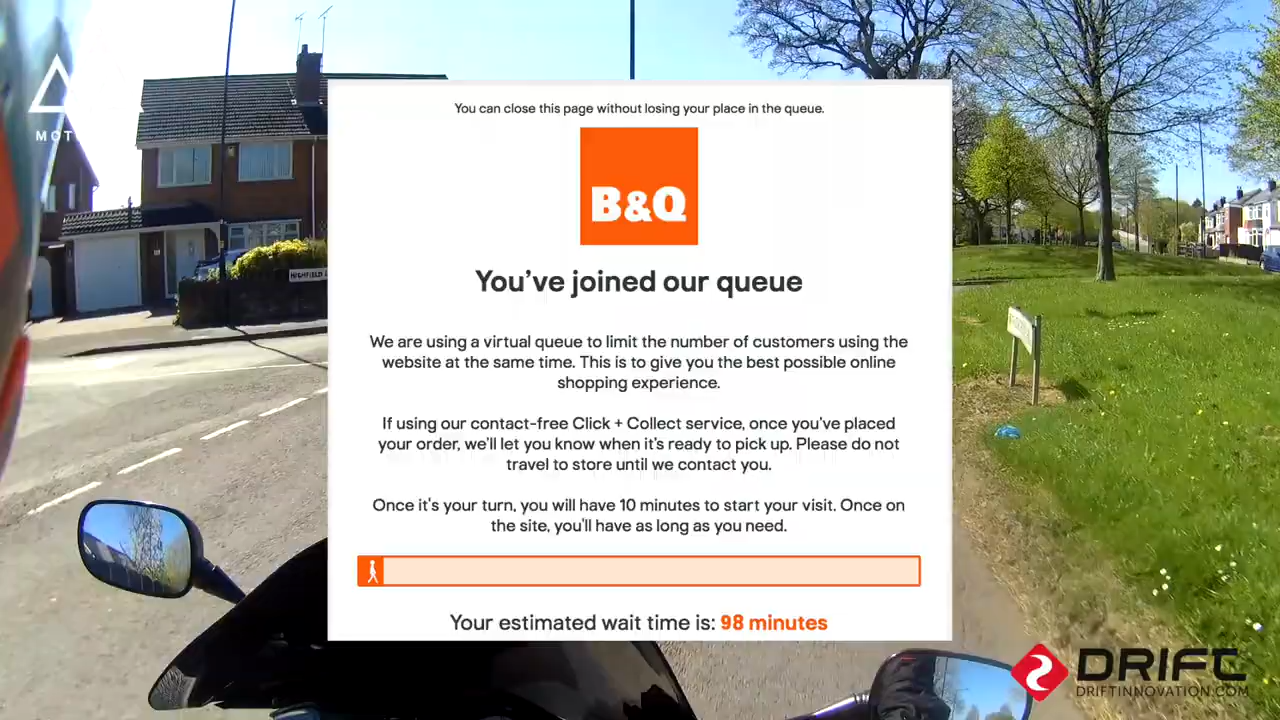 You can close this page without losing your place in the queue.
B&Q
You've joined our queue
We are using a virtual queue to limit the number of customers using the
website at the same time. This is to give you the best possible online
shopping experience.
If using our contact-free Click + Collect service, once you've placed
your order, we'll let you know when it's ready to pick up. Please do not
travel to store until we contact you.
Once it's your turn, you will have 10 minutes to start your visit. Once on
the site, you'll have as long as you need.
Your estimated wait time is: 98 minutes
HIGHFIELD
DRIFT
DRIFTINNOVATION.COM